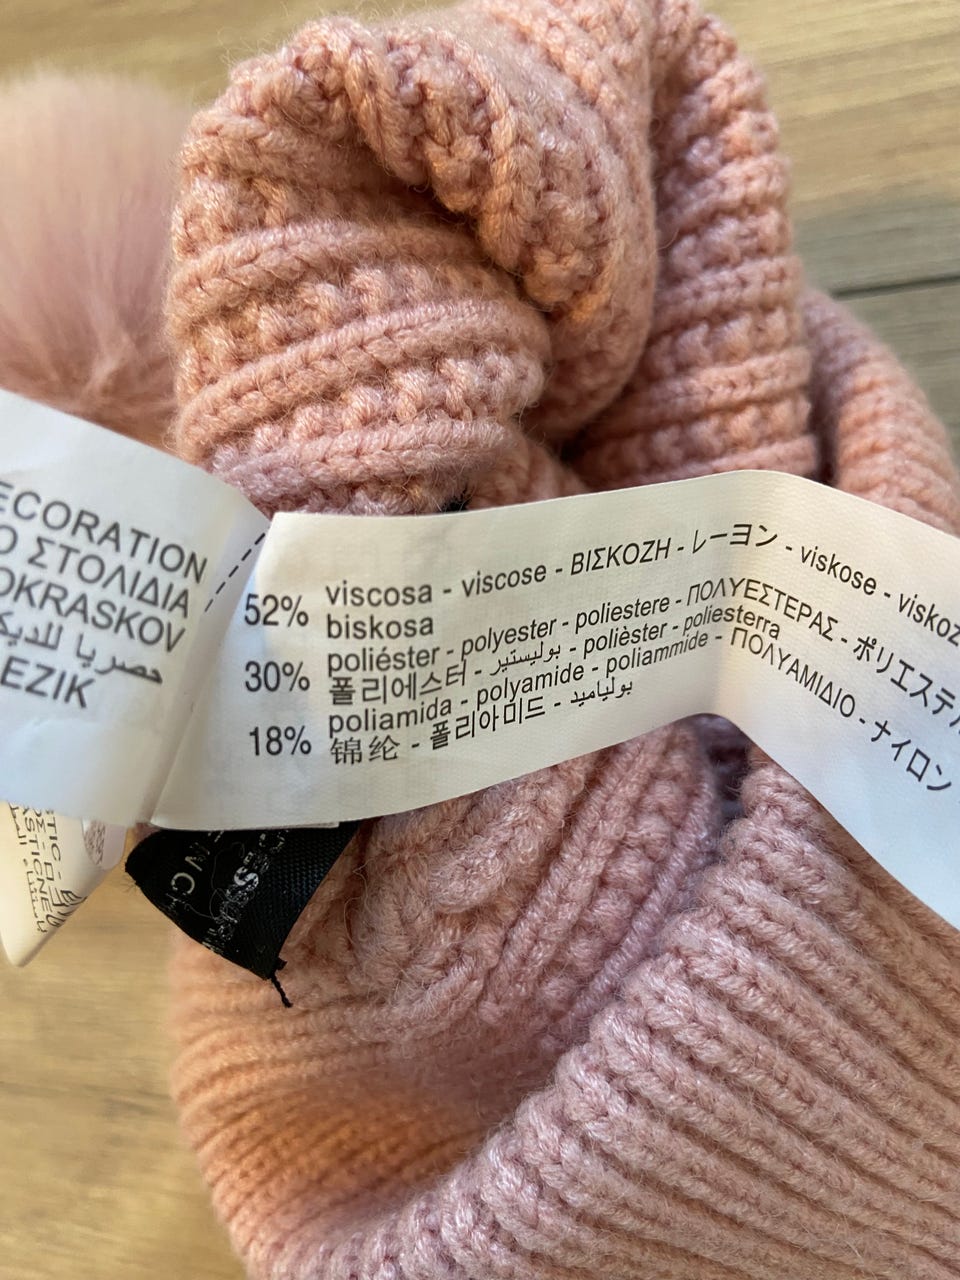 ECORATION
Ο ΣΤΟΛΙΔΙΑ
OKRASKOV
حصريا للديك
EZIK
52% viscosa - viscose - ΒΙΣΚΟΖΗ - レーヨン - viskose - viskoz
biskosa
30% poliéster - polyester - poliestere - ΠΟΛΥΕΣΤΕΡΑΣ - ポリエステル
폴리에스터 - بوليستير - polièster - poliesterra
18% poliamida - polyamide - poliammide - ΠΟΛΥΑΜΙΔΙΟ - ナイロン
锦纶 - 폴리아미드 - بولياميد